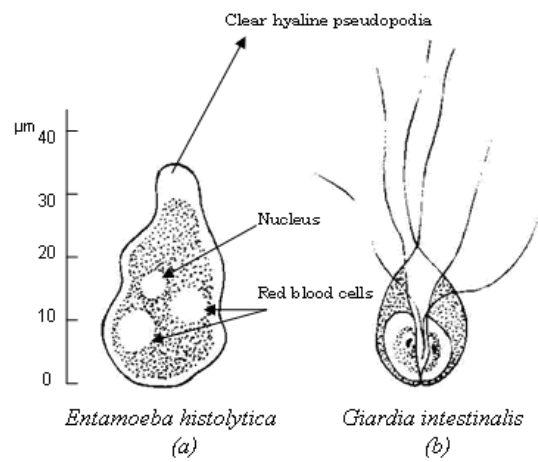 Clear hyaline pseudopodia
μm
40
30
Nucleus
20
Red blood cells
10
0
Entamoeba histolytica
(a)
Giardia intestinalis
(b)